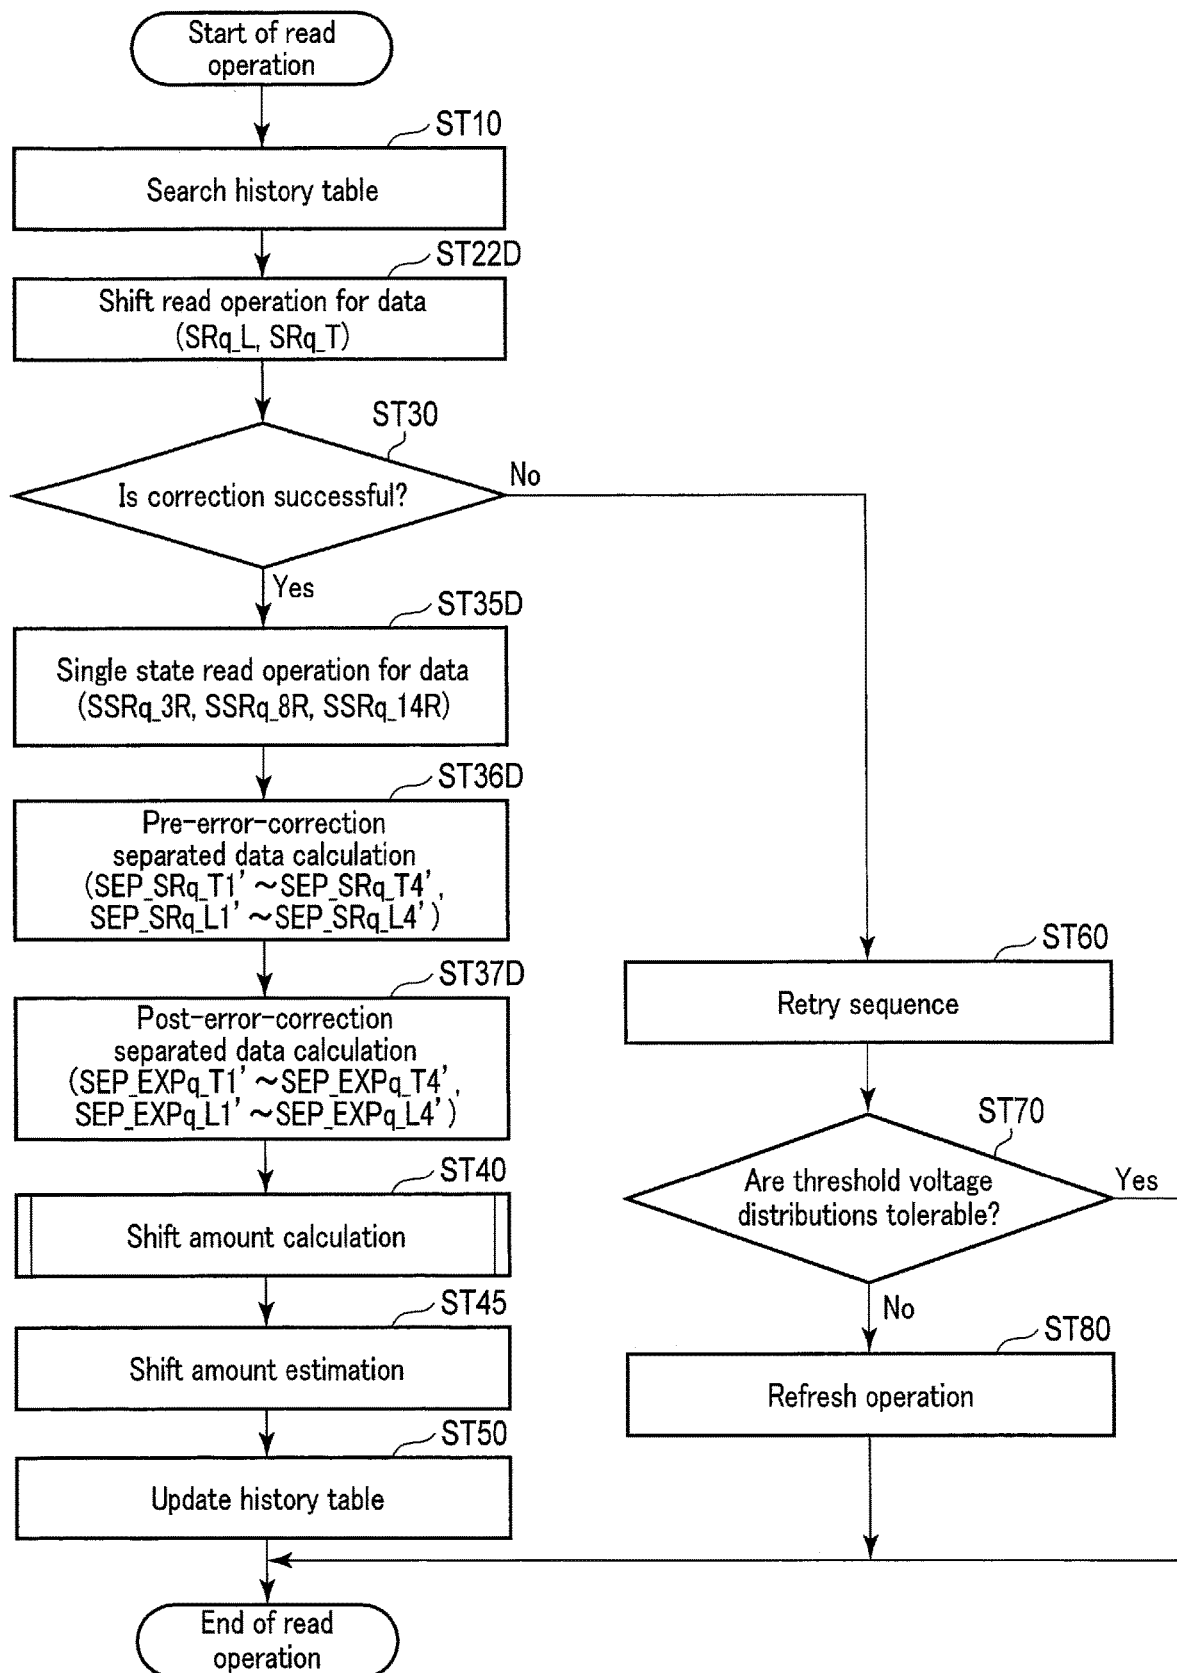 Start of read
operation
ST10
Search history table
ST22D
Shift read operation for data
(SRq_L, SRq_T)
ST30
Is correction successful?
No
Yes
ST35D
Single state read operation for data
(SSRq_3R, SSRq_8R, SSRq_14R)
ST36D
Pre-error-correction
separated data calculation
(SEP_SRq_T1' ~SEP_SRq_T4',
SEP_SRq_L1' ~SEP_SRq_L4')
ST37D
Post-error-correction
separated data calculation
(SEP_EXPq_T1' ~SEP_EXPq_T4',
SEP_EXPq_L1' ~SEP_EXPq_L4')
ST40
Shift amount calculation
ST45
Shift amount estimation
ST50
Update history table
ST60
Retry sequence
ST70
Are threshold voltage
distributions tolerable?
Yes
No
ST80
Refresh operation
End of read
operation